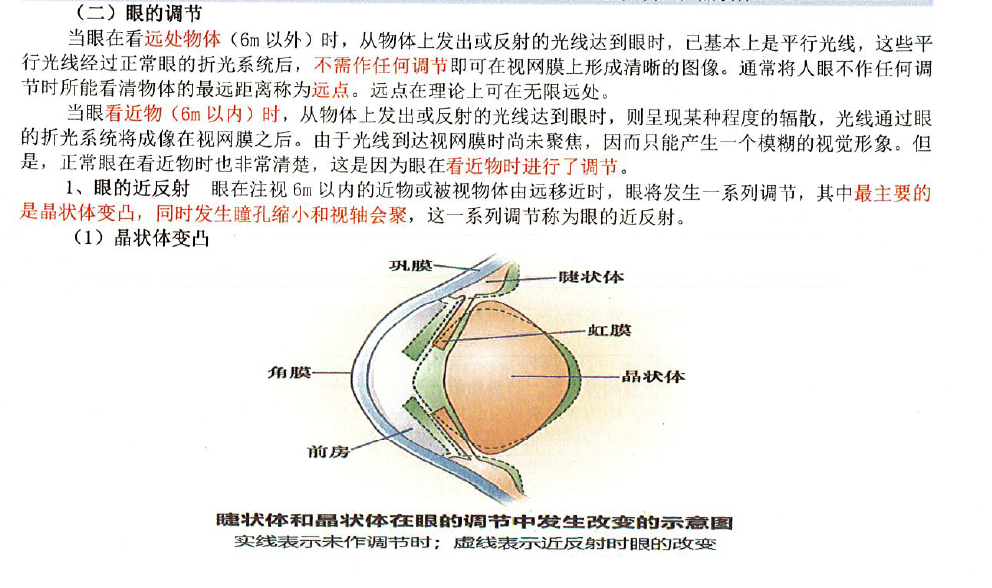 （二）眼的调节
当眼在看远处物体（6m 以外）时，从物体上发出或反射的光线达到眼时，已基本上是平行光线，这些平
行光线经过正常眼的折光系统后，不需作任何调节即可在视网膜上形成清晰的图像。通常将人眼不作任何调
节时所能看清物体的最远距离称为远点。远点在理论上可在无限远处。
当眼看近物（6m 以内）时，从物体上发出或反射的光线达到眼时，则呈现某种程度的辐散，光线通过眼
的折光系统将成像在视网膜之后。由于光线到达视网膜时尚未聚焦，因而只能产生一个模糊的视觉形象。但
是，正常眼在看近物时也非常清楚，这是因为眼在看近物时进行了调节。
1、眼的近反射 眼在注视 6m 以内的近物或被视物体由远移近时，眼将发生一系列调节，其中最主要的
是晶状体变凸，同时发生瞳孔缩小和视轴会聚，这一系列调节称为眼的近反射。
（1）晶状体变凸
巩膜
睫状体
虹膜
角膜
晶状体
前房
睫状体和晶状体在眼的调节中发生改变的示意图
实线表示未作调节时；虚线表示近反射时眼的改变